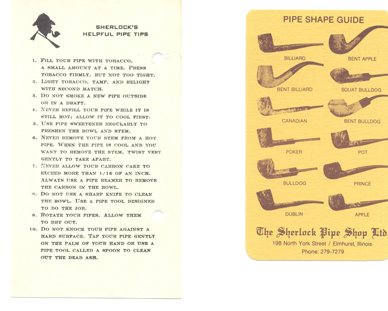 SHERLOCK'S
HELPFUL PIPE TIPS
1. FILL YOUR PIPE WITH TOBACCO,
A SMALL AMOUNT AT A TIME. PRESS
TOBACCO FIRMLY, BUT NOT TOO TIGHT.
2. LIGHT TOBACCO, TAMP, AND RELIGHT
WITH SECOND MATCH.
3. DO NOT SMOKE A NEW PIPE OUTSIDE
OR IN A DRAFT.
4. NEVER REFILL YOUR PIPE WHILE IT IS
STILL HOT; ALLOW IT TO COOL FIRST.
5. USE PIPE SWEETENER REGULARLY TO
FRESHEN THE BOWL AND STEM.
6. NEVER REMOVE YOUR STEM FROM A HOT
PIPE. WHEN THE PIPE IS COOL AND YOU
WANT TO REMOVE THE STEM, TWIST VERY
GENTLY TO TAKE APART.
7. NEVER ALLOW YOUR CARBON CAKE TO
EXCEED MORE THAN 1/16 OF AN INCH.
ALWAYS USE A PIPE REAMER TO REMOVE
THE CARBON IN THE BOWL.
8. DO NOT USE A SHARP KNIFE TO CLEAN
THE BOWL. USE A PIPE TOOL DESIGNED
TO DO THE JOB.
9. ROTATE YOUR PIPES. ALLOW THEM
TO DRY OUT.
10. DO NOT KNOCK YOUR PIPE AGAINST A
HARD SURFACE. TAP YOUR PIPE GENTLY
ON THE PALM OF YOUR HAND OR USE A
PIPE TOOL CALLED A SPOON TO CLEAN
OUT THE DEAD ASH.
PIPE SHAPE GUIDE
BILLIARD
BENT APPLE
BENT BILLIARD
SQUAT BULLDOG
CANADIAN
BENT BULLDOG
POKER
POT
BULLDOG
PRINCE
DUBLIN
APPLE
The Sherlock Pipe Shop Ltd
198 North York Street / Elmhurst, Illinois
Phone: 279-7279